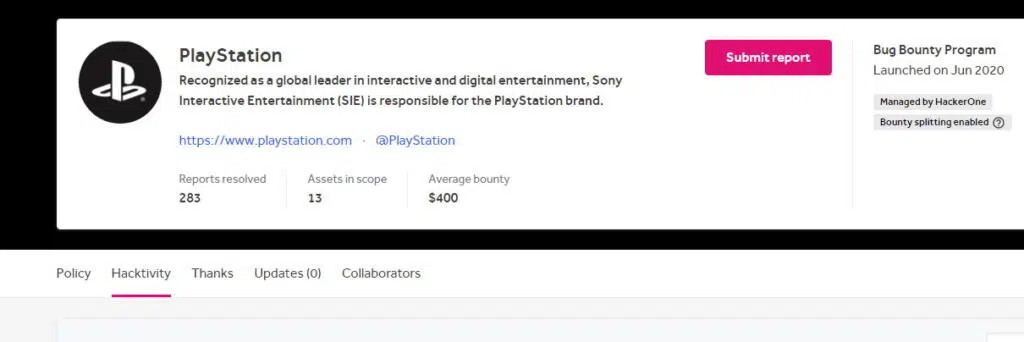 PlayStation
Recognized as a global leader in interactive and digital entertainment, Sony
Interactive Entertainment (SIE) is responsible for the PlayStation brand.
https://www.playstation.com · @PlayStation
Reports resolved
283
Assets in scope
13
Average bounty
$400
Submit report
Bug Bounty Program
Launched on Jun 2020
Managed by HackerOne
Bounty splitting enabled ?
Policy Hacktivity Thanks Updates (0) Collaborators